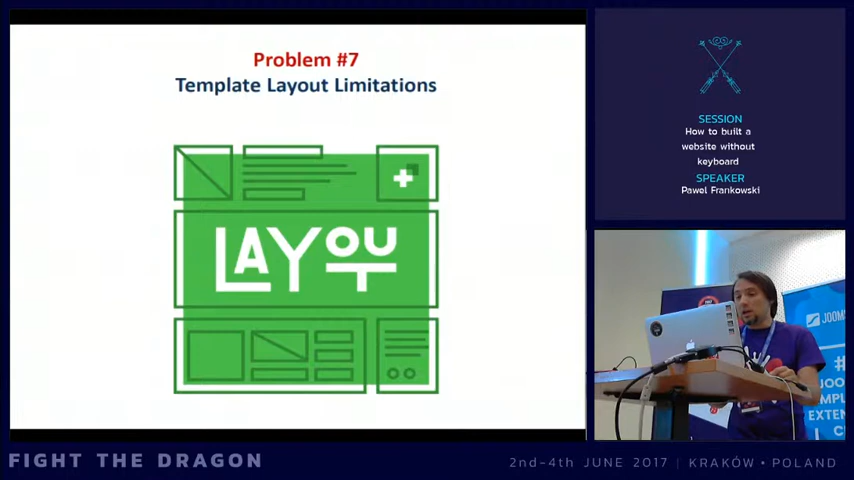 Problem #7
Template Layout Limitations
LAYOUT
SESSION
How to built a
website without
keyboard
SPEAKER
Pawel Frankowski
JOOM
FIGHT THE DRAGON
2nd-4th JUNE 2017 | KRAKÓW • POLAND